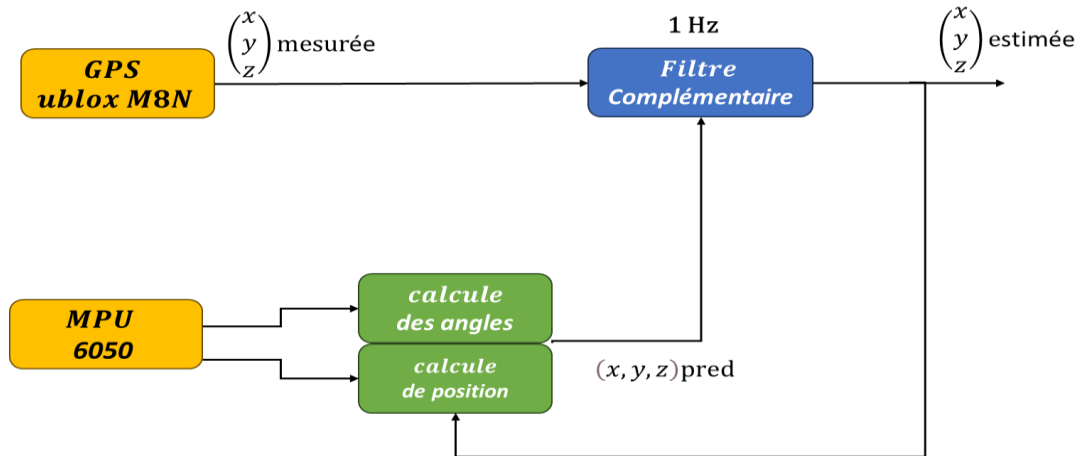 GPS
ublox M8N
(x
y
z) mesurée
1 Hz
Filtre
Complémentaire
(x
y
z) estimée
MPU
6050
calcule
des angles
calcule
de position
(x, y, z)pred